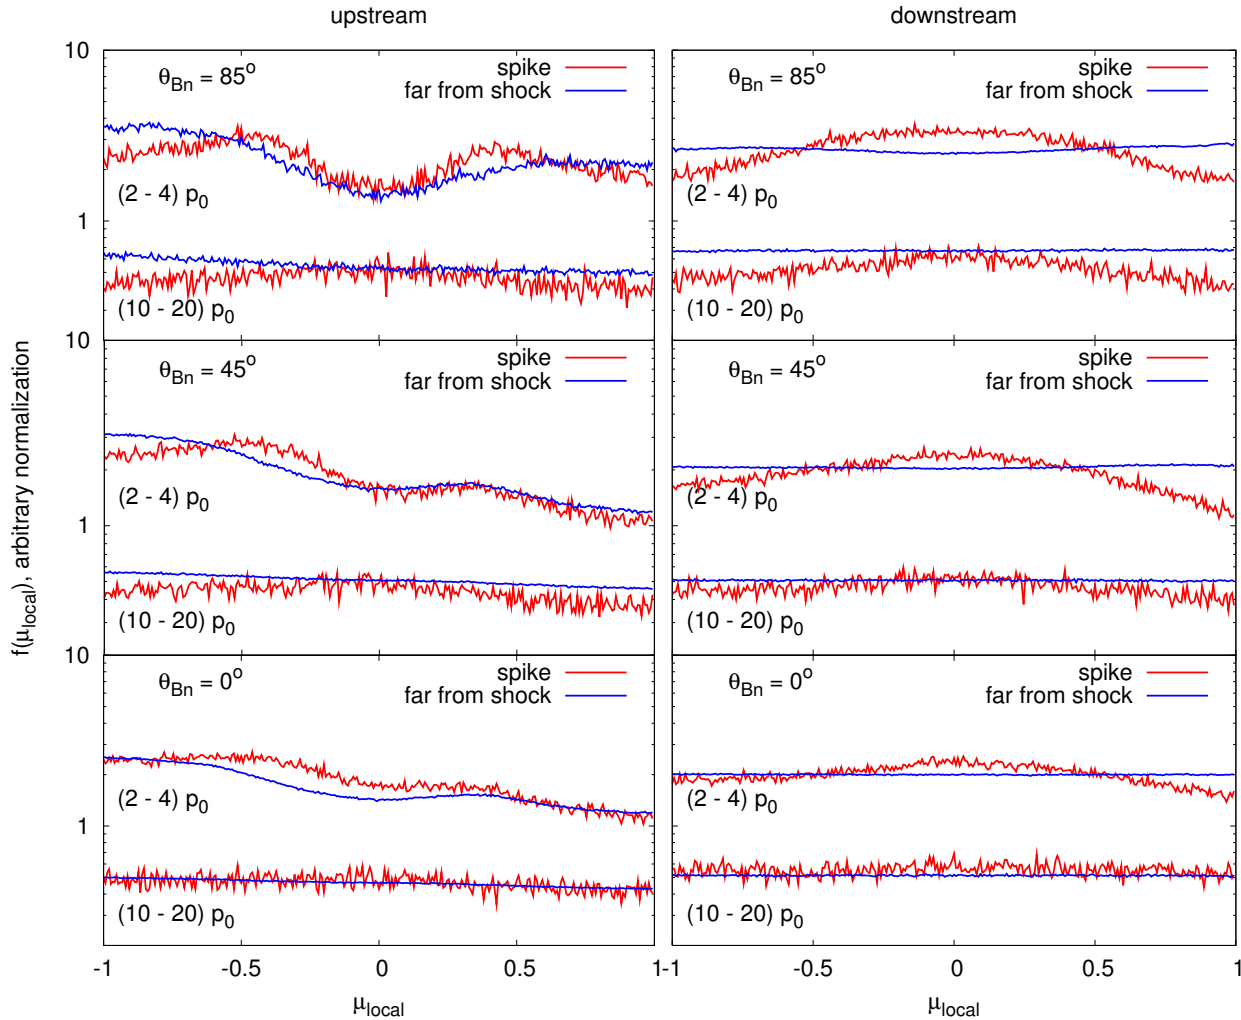 upstream
downstream
f(μlocal), arbitrary normalization
10
1
θBn = 85o
spike
far from shock
(2 - 4) p0
(10 - 20) p0
θBn = 85o
spike
far from shock
(2 - 4) p0
(10 - 20) p0
10
1
θBn = 45o
spike
far from shock
(2 - 4) p0
(10 - 20) p0
θBn = 45o
spike
far from shock
(2 - 4) p0
(10 - 20) p0
10
1
θBn = 0o
spike
far from shock
(2 - 4) p0
(10 - 20) p0
θBn = 0o
spike
far from shock
(2 - 4) p0
(10 - 20) p0
-1 -0.5 0 0.5 1
-1 -0.5 0 0.5 1
μlocal
μlocal